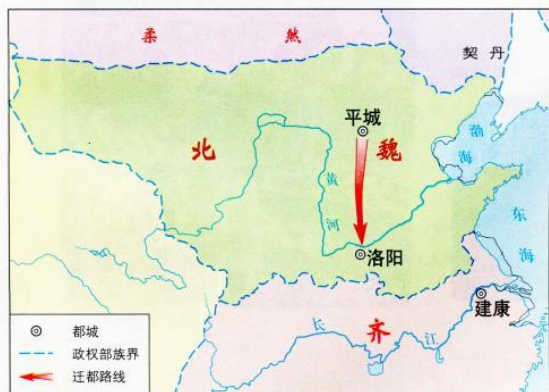 柔 然
契丹
平城
北 魏
渤海
黄河
东海
洛阳
建康
齐
长江
都城
政权部族界
迁都路线